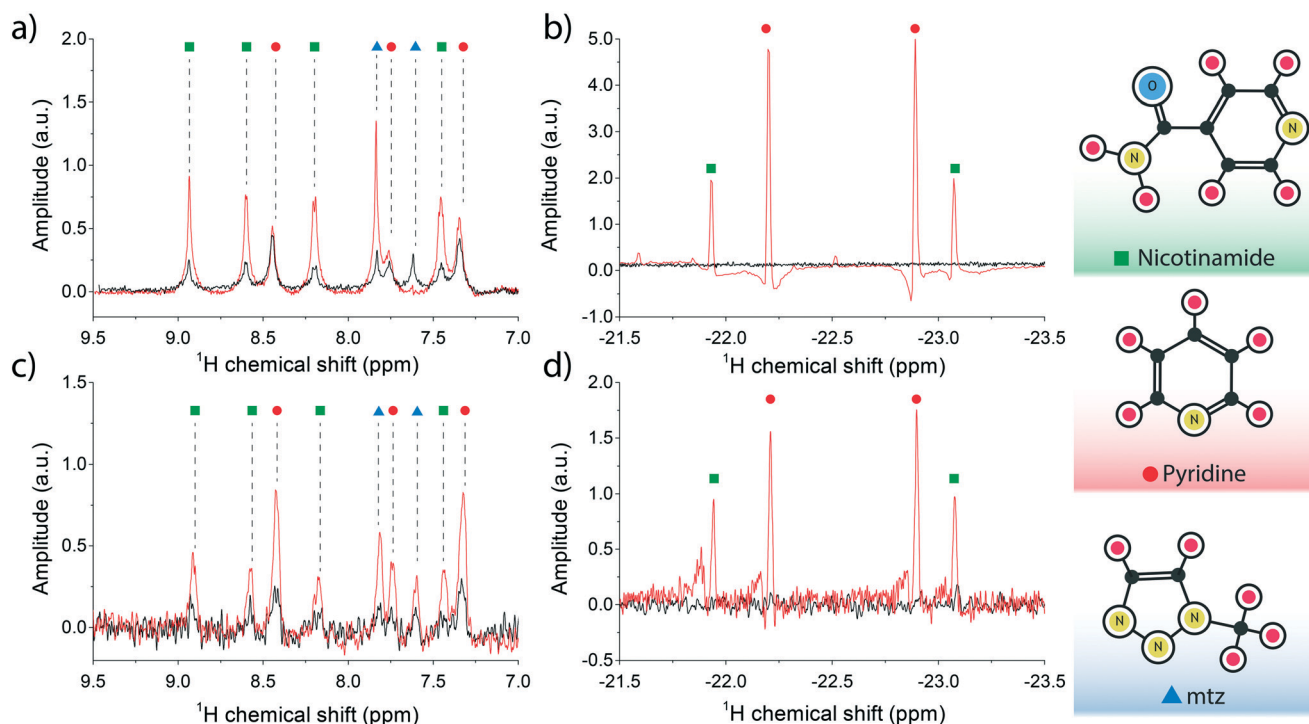 a)
2.0
1.5
1.0
0.5
0.0
Amplitude (a.u.)
9.5 9.0 8.5 8.0 7.5 7.0
¹H chemical shift (ppm)
b)
5.0
4.0
3.0
2.0
1.0
0.0
-1.0
Amplitude (a.u.)
-21.5 -22.0 -22.5 -23.0 -23.5
¹H chemical shift (ppm)
c)
1.5
1.0
0.5
0.0
Amplitude (a.u.)
9.5 9.0 8.5 8.0 7.5 7.0
¹H chemical shift (ppm)
d)
2.0
1.5
1.0
0.5
0.0
-0.5
Amplitude (a.u.)
-21.5 -22.0 -22.5 -23.0 -23.5
¹H chemical shift (ppm)
O
N
N
Nicotinamide
N
Pyridine
N
N
N
mtz